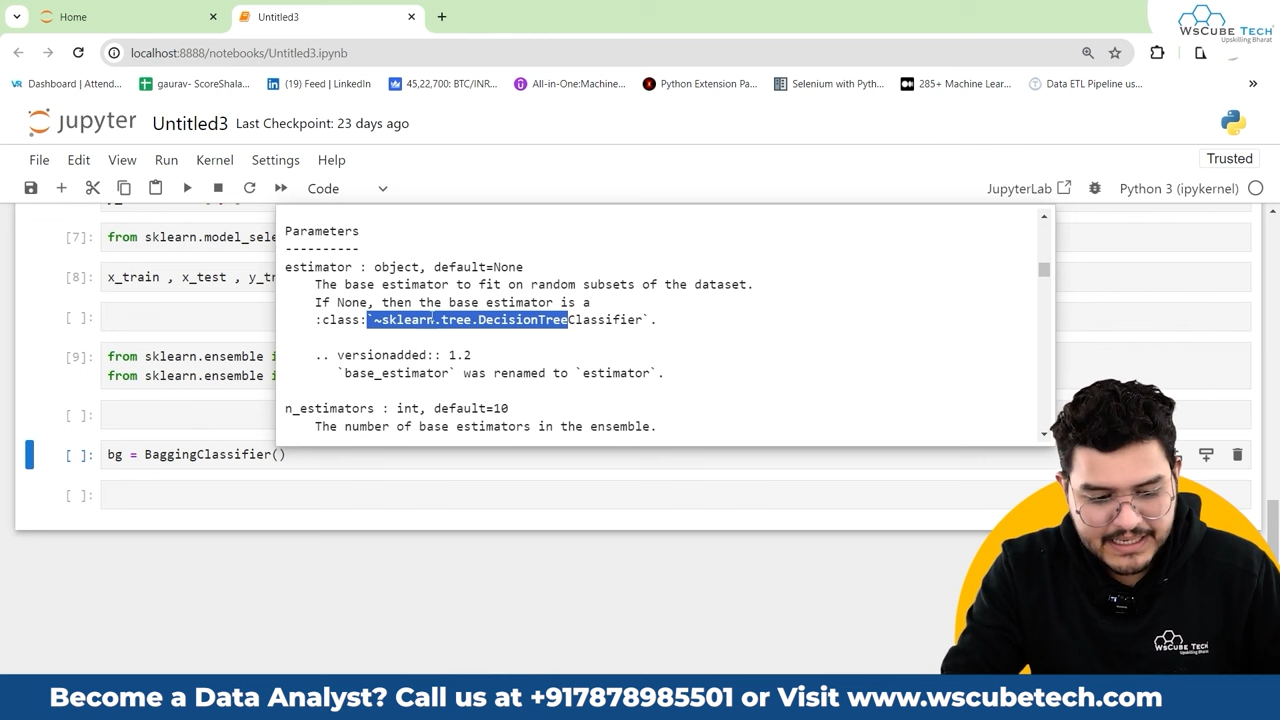 Home
Untitled3
WSCUBE TECH
Upskilling Bharat
localhost:8888/notebooks/Untitled3.ipynb
Dashboard | Attend...
gaurav- ScoreShala...
(19) Feed | LinkedIn
45,22,700: BTC/INR...
All-in-One:Machine...
Python Extension Pa...
Selenium with Pyth...
285+ Machine Lear...
Data ETL Pipeline us...
jupyter Untitled3 Last Checkpoint: 23 days ago
File Edit View Run Kernel Settings Help
Trusted
Code
JupyterLab
Python 3 (ipykernel)
[7]: from sklearn.model_sele
[8]: x_train , x_test , y_tr
[ ]:
[9]: from sklearn.ensemble i
from sklearn.ensemble i
[ ]:
Parameters
----------
estimator : object, default=None
The base estimator to fit on random subsets of the dataset.
If None, then the base estimator is a
:class:`~sklearn.tree.DecisionTreeClassifier`.
.. versionadded:: 1.2
`base_estimator` was renamed to `estimator`.
n_estimators : int, default=10
The number of base estimators in the ensemble.
[ ]: bg = BaggingClassifier()
[ ]:
WSCUBE TECH
Upskilling Bharat
Become a Data Analyst? Call us at +917878985501 or Visit www.wscubetech.com